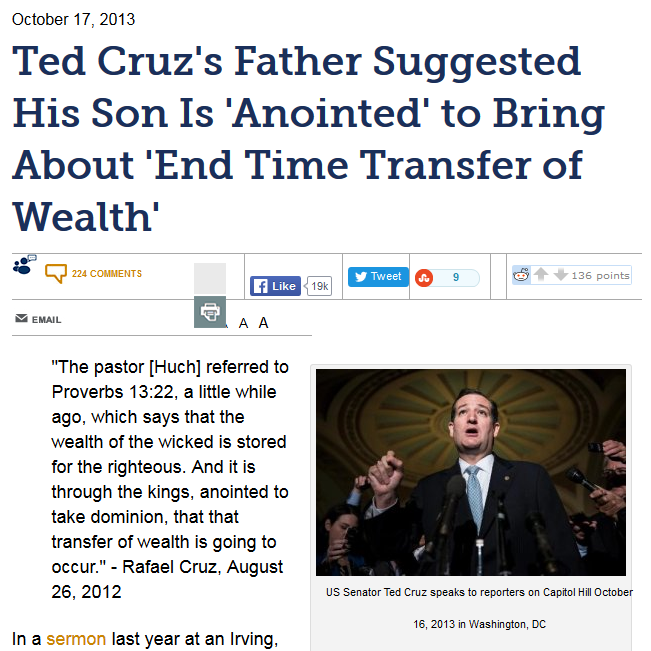 October 17, 2013
Ted Cruz's Father Suggested
His Son Is 'Anointed' to Bring
About 'End Time Transfer of
Wealth'
224 COMMENTS
Like
19k
Tweet
9
136 points
EMAIL
A A
"The pastor [Huch] referred to
Proverbs 13:22, a little while
ago, which says that the
wealth of the wicked is stored
for the righteous. And it is
through the kings, anointed to
take dominion, that that
transfer of wealth is going to
occur." - Rafael Cruz, August
26, 2012
US Senator Ted Cruz speaks to reporters on Capitol Hill October
16, 2013 in Washington, DC
In a sermon last year at an Irving,